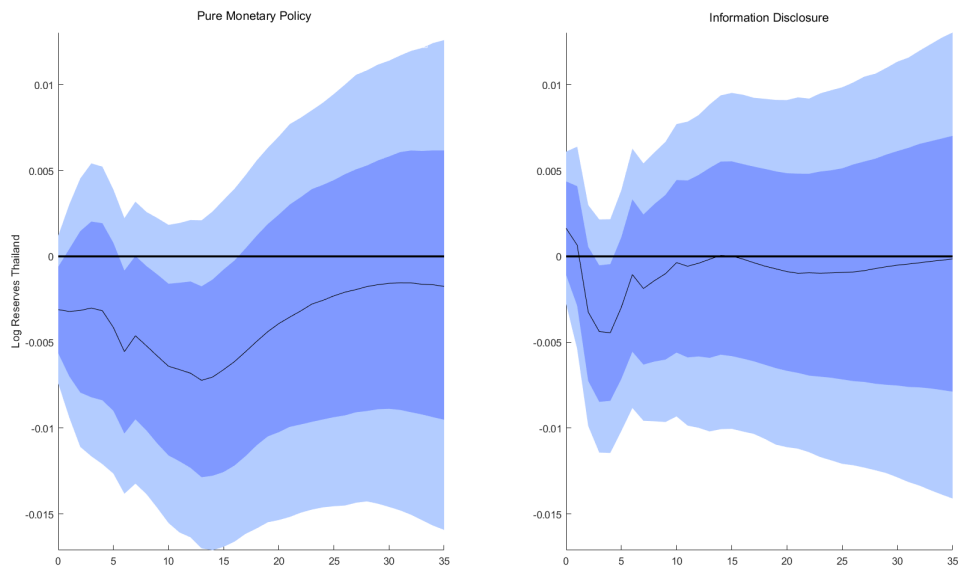 Pure Monetary Policy
Log Reserves Thailand
0.01
0.005
0
-0.005
-0.01
-0.015
0 5 10 15 20 25 30 35
Information Disclosure
0.01
0.005
0
-0.005
-0.01
-0.015
0 5 10 15 20 25 30 35